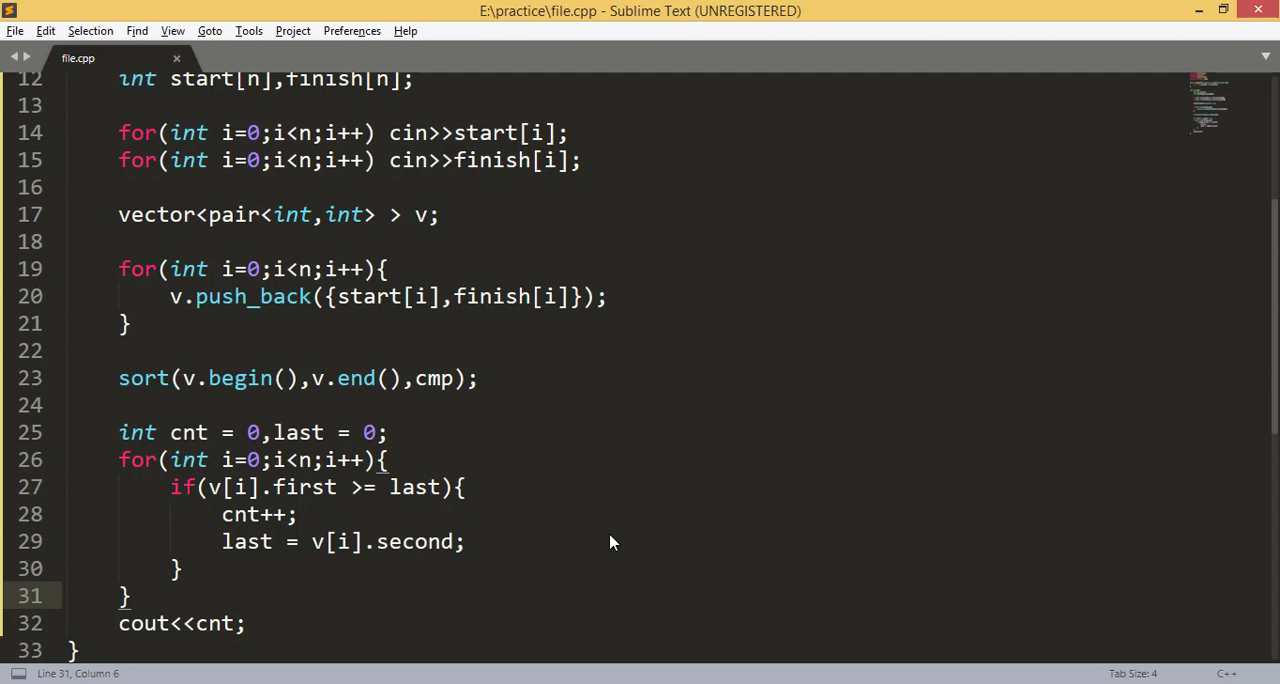 E:\practice\file.cpp - Sublime Text (UNREGISTERED)
File Edit Selection Find View Goto Tools Project Preferences Help
file.cpp
12 int start[n],finish[n];
13
14 for(int i=0;i<n;i++) cin>>start[i];
15 for(int i=0;i<n;i++) cin>>finish[i];
16
17 vector<pair<int,int> > v;
18
19 for(int i=0;i<n;i++){
20 v.push_back({start[i],finish[i]});
21 }
22
23 sort(v.begin(),v.end(),cmp);
24
25 int cnt = 0,last = 0;
26 for(int i=0;i<n;i++){
27 if(v[i].first >= last){
28 cnt++;
29 last = v[i].second;
30 }
31 }
32 cout<<cnt;
33 }
Line 31, Column 6 Tab Size: 4 C++